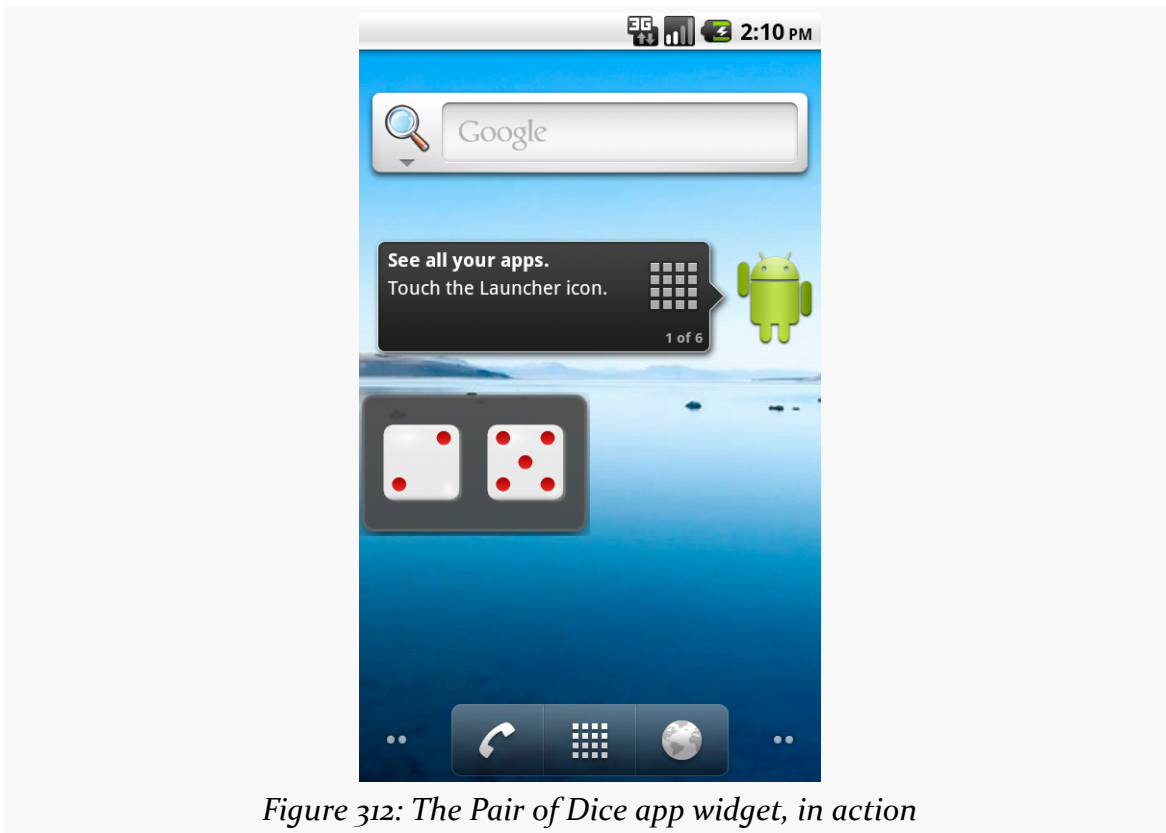 3G
2:10 PM
Google
See all your apps.
Touch the Launcher icon.
1 of 6
Figure 312: The Pair of Dice app widget, in action